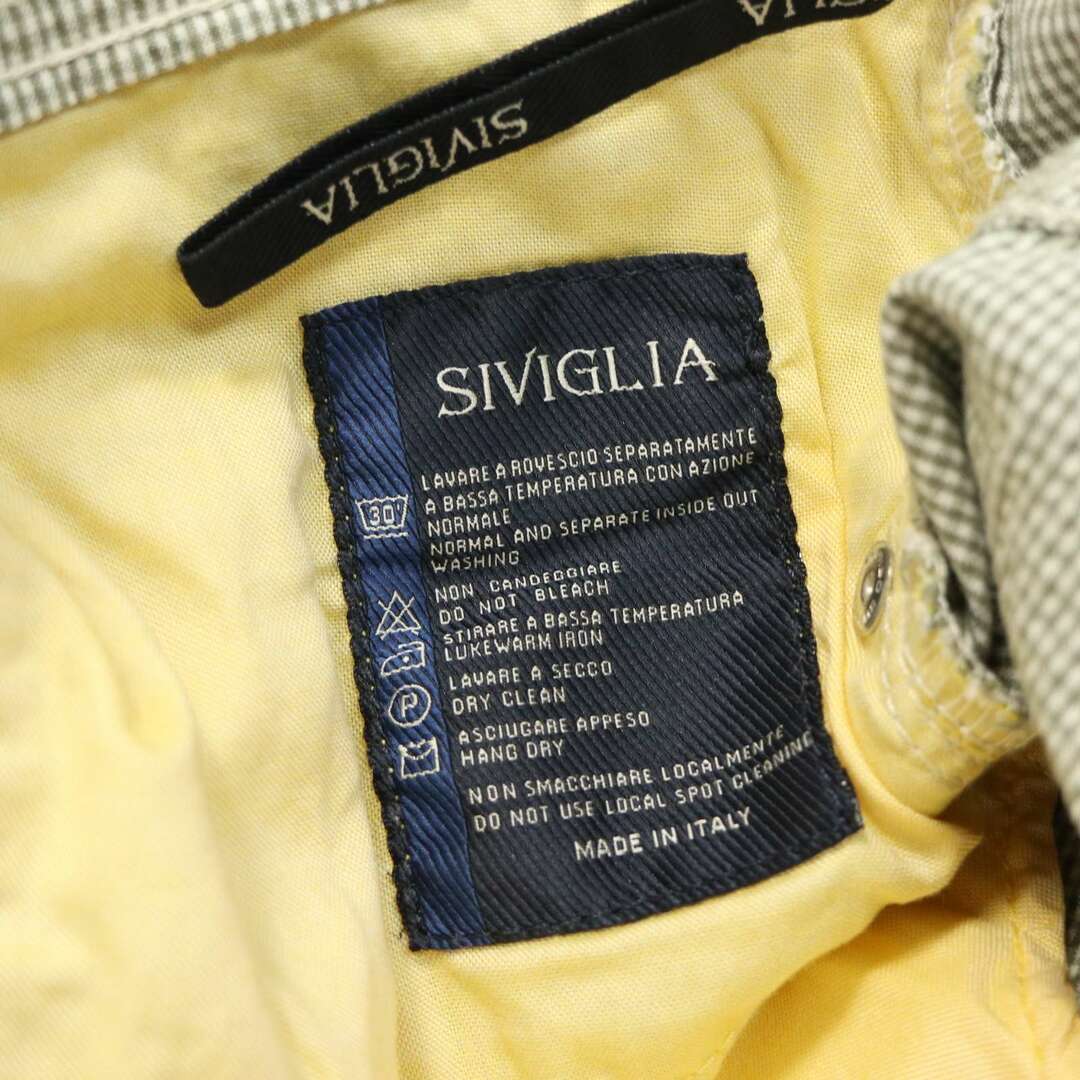 SIVIGLIA
SIVIGLIA
SIVIGLIA
LAVARE A ROVESCIO SEPARATAMENTE
A BASSA TEMPERATURA CON AZIONE
NORMALE
NORMAL AND SEPARATE INSIDE OUT
WASHING
30°
NON CANDEGGIARE
DO NOT BLEACH
STIRARE A BASSA TEMPERATURA
LUKEWARM IRON
LAVARE A SECCO
DRY CLEAN
P
ASCIUGARE APPESO
HANG DRY
NON SMACCHIARE LOCALMENTE
DO NOT USE LOCAL SPOT CLEANING
MADE IN ITALY